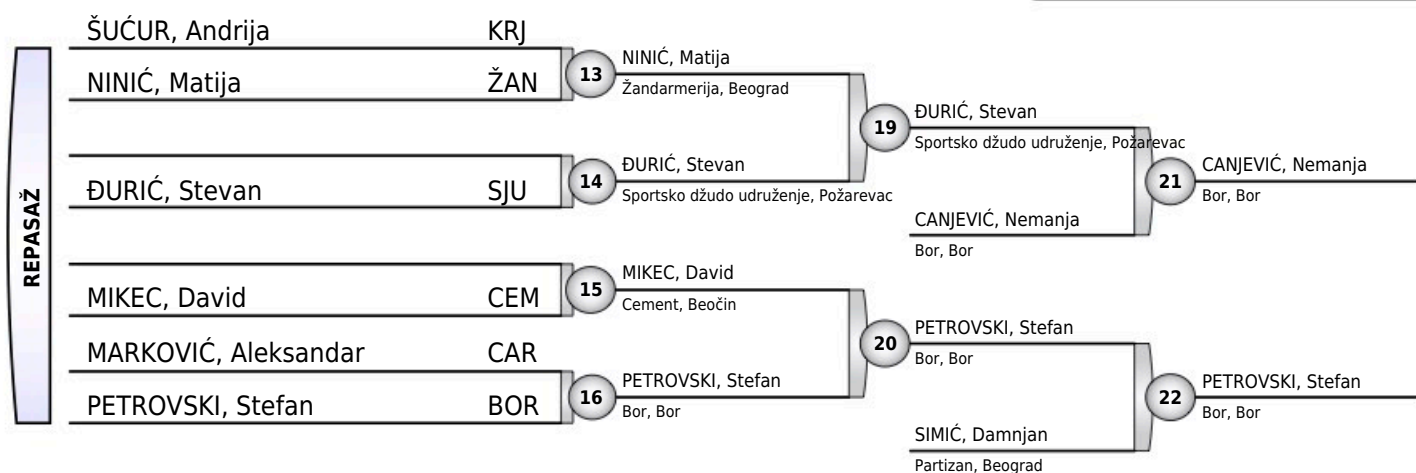 REPASAŽ
ŠUĆUR, Andrija KRJ
NINIĆ, Matija ŽAN
ĐURIĆ, Stevan SJU
MIKEC, David CEM
MARKOVIĆ, Aleksandar CAR
PETROVSKI, Stefan BOR
13
NINIĆ, Matija
Žandarmerija, Beograd
14
ĐURIĆ, Stevan
Sportsko džudo udruženje, Požarevac
15
MIKEC, David
Cement, Beočin
16
PETROVSKI, Stefan
Bor, Bor
19
ĐURIĆ, Stevan
Sportsko džudo udruženje, Požarevac
CANJEVIĆ, Nemanja
Bor, Bor
20
PETROVSKI, Stefan
Bor, Bor
SIMIĆ, Damnjan
Partizan, Beograd
21
CANJEVIĆ, Nemanja
Bor, Bor
22
PETROVSKI, Stefan
Bor, Bor